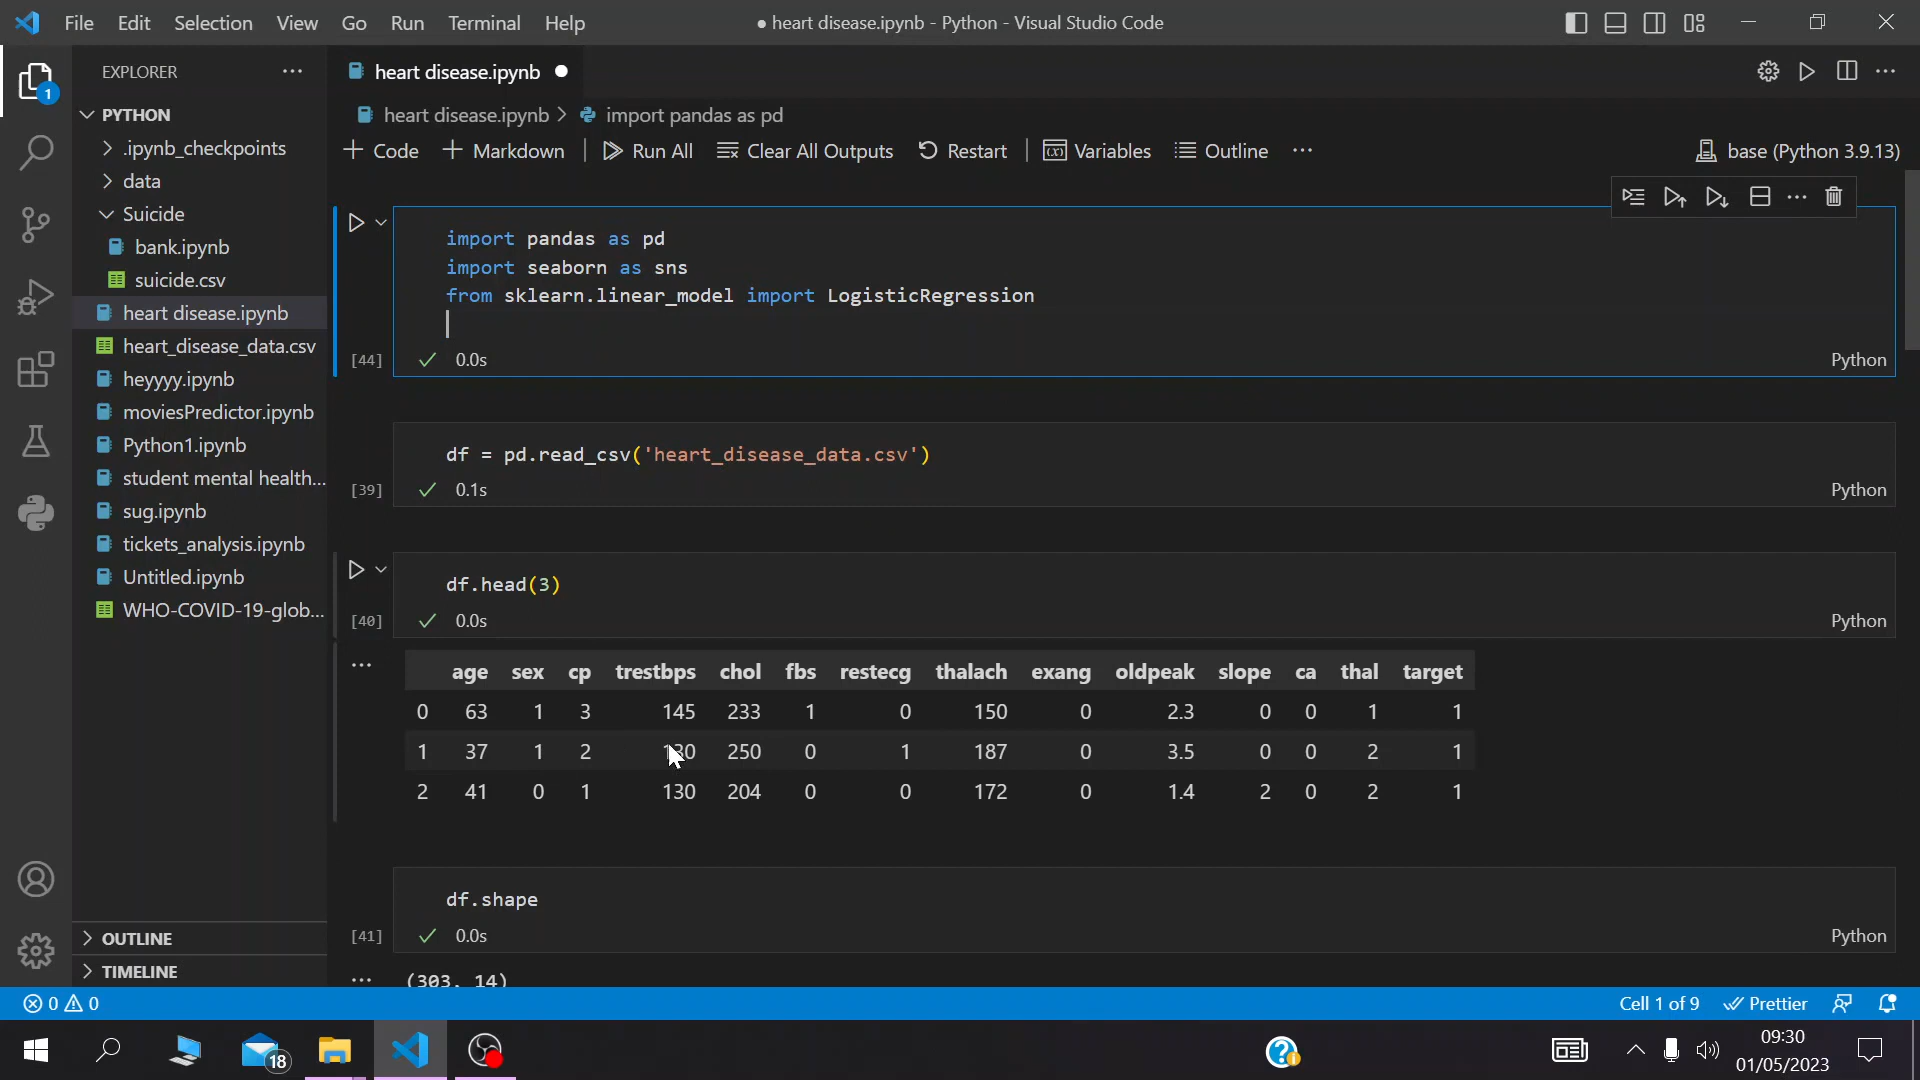 File Edit Selection View Go Run Terminal Help
● heart disease.ipynb - Python - Visual Studio Code
EXPLORER
1
PYTHON
.ipynb_checkpoints
data
Suicide
bank.ipynb
suicide.csv
heart disease.ipynb
heart_disease_data.csv
heyyyy.ipynb
moviesPredictor.ipynb
Python1.ipynb
student mental health...
sug.ipynb
tickets_analysis.ipynb
Untitled.ipynb
WHO-COVID-19-glob...
OUTLINE
TIMELINE
heart disease.ipynb
heart disease.ipynb > import pandas as pd
+ Code + Markdown Run All Clear All Outputs Restart Variables Outline ... base (Python 3.9.13)
import pandas as pd
import seaborn as sns
from sklearn.linear_model import LogisticRegression
[44] 0.0s Python
df = pd.read_csv('heart_disease_data.csv')
[39] 0.1s Python
df.head(3)
[40] 0.0s Python
age sex cp trestbps chol fbs restecg thalach exang oldpeak slope ca thal target
0 63 1 3 145 233 1 0 150 0 2.3 0 0 1 1
1 37 1 2 130 250 0 1 187 0 3.5 0 0 2 1
2 41 0 1 130 204 0 0 172 0 1.4 2 0 2 1
df.shape
[41] 0.0s Python
(303, 14)
0 0 Cell 1 of 9 Prettier
18
09:30
01/05/2023